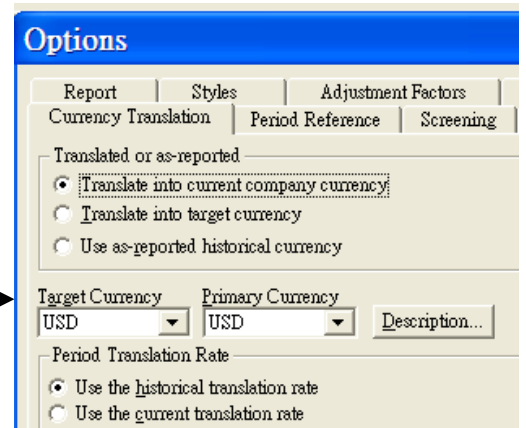 Options
Report Styles Adjustment Factors
Currency Translation Period Reference Screening
Translated or as-reported
Translate into current company currency
Translate into target currency
Use as-reported historical currency
Target Currency Primary Currency
USD USD Description...
Period Translation Rate
Use the historical translation rate
Use the current translation rate